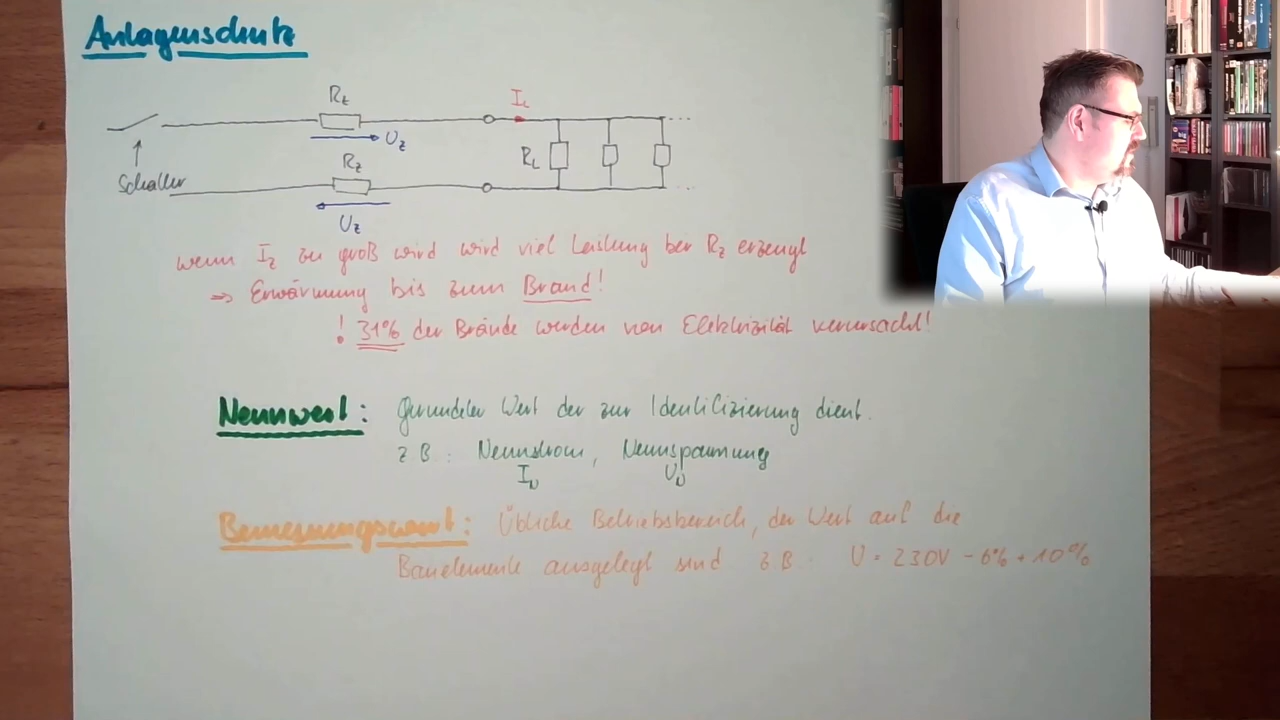 Anlagenschutz
Rz
IL
Uz
Rz
RL
Schalter
Uz
wenn Iz zu groß wird wird viel Leistung bei Rz erzeugt
=> Erwärmung bis zum Brand!
! 31% der Brände werden von Elektrizität verursacht!
Nennwert: Gerundeter Wert der zur Identifizierung dient.
z.B.: Nennstrom, Nennspannung
IN UN
Bemessungswert: Übliche Betriebsbereich, der Wert auf die
Bauelemente ausgelegt sind z.B.: U = 230V -6% +10%